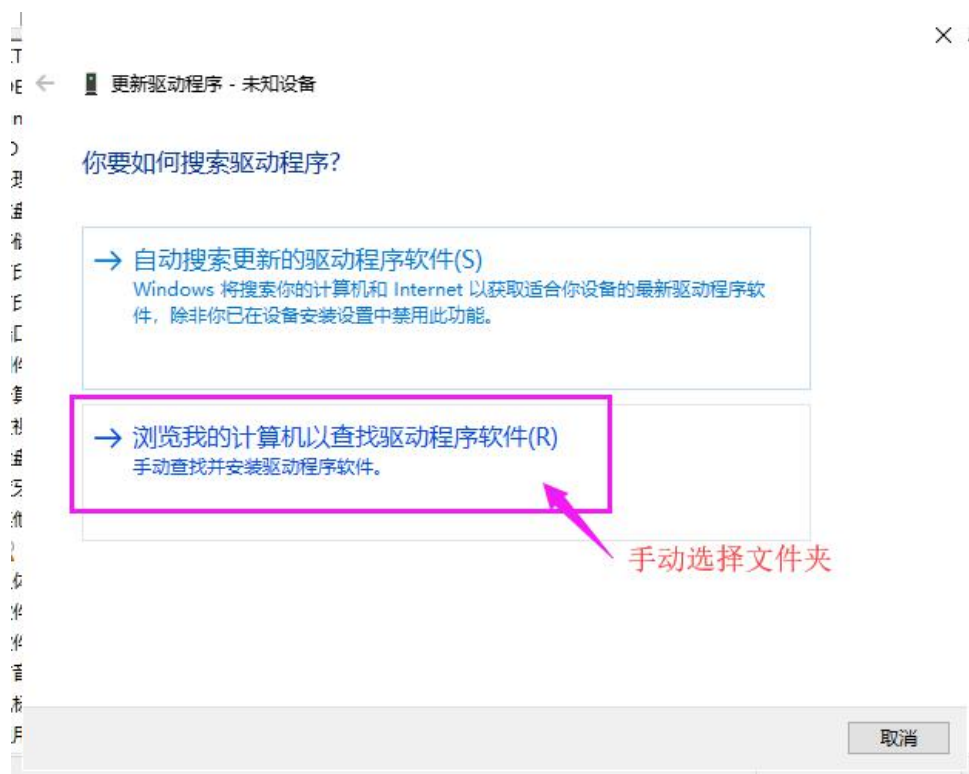 更新驱动程序 - 未知设备
你要如何搜索驱动程序?
自动搜索更新的驱动程序软件(S)
Windows 将搜索你的计算机和 Internet 以获取适合你设备的最新驱动程序软
件，除非你已在设备安装设置中禁用此功能。
浏览我的计算机以查找驱动程序软件(R)
手动查找并安装驱动程序软件。
手动选择文件夹
取消